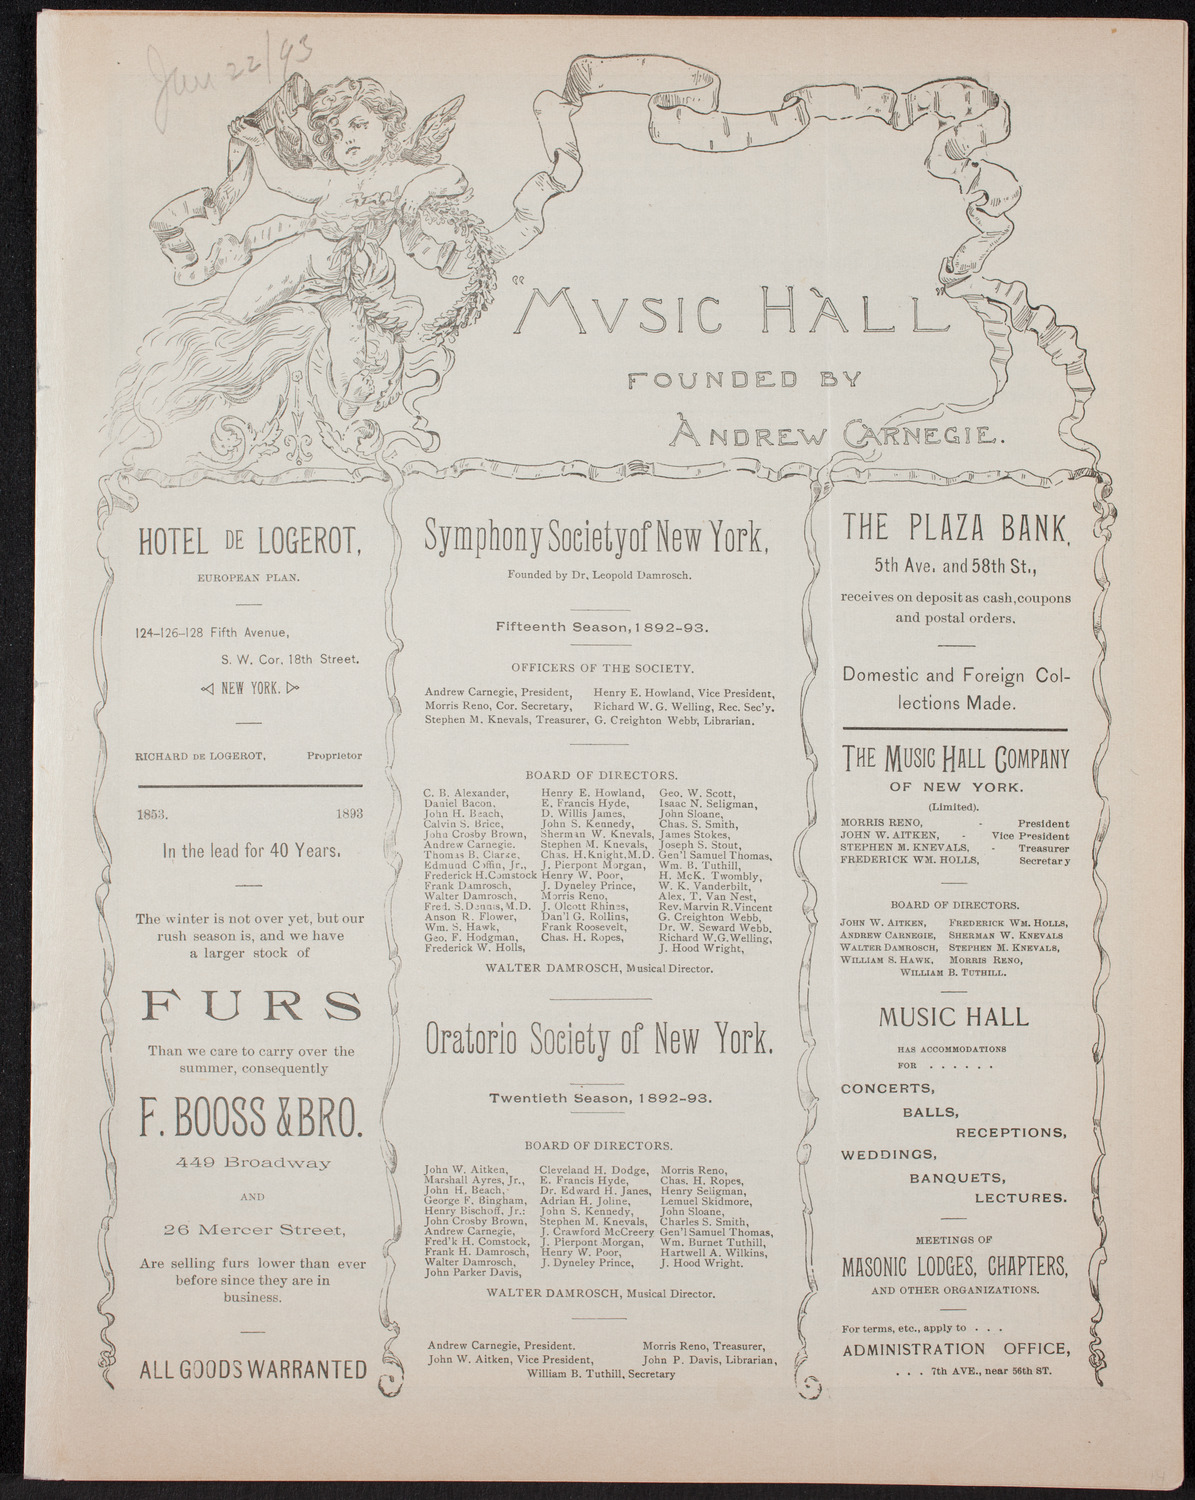 Jan 22/93
"MVSIC HALL"
FOUNDED BY
ANDREW CARNEGIE.
HOTEL DE LOGEROT,
EUROPEAN PLAN.
124–126–128 Fifth Avenue,
S. W. Cor. 18th Street.
NEW YORK.
RICHARD DE LOGEROT, Proprietor
1853. 1893
In the lead for 40 Years.
The winter is not over yet, but our
rush season is, and we have
a larger stock of
FURS
Than we care to carry over the
summer, consequently
F. BOOSS & BRO.
449 Broadway
AND
26 Mercer Street,
Are selling furs lower than ever
before since they are in
business.
ALL GOODS WARRANTED
Symphony Society of New York,
Founded by Dr. Leopold Damrosch.
Fifteenth Season, 1892-93.
OFFICERS OF THE SOCIETY.
Andrew Carnegie, President, Henry E. Howland, Vice President,
Morris Reno, Cor. Secretary, Richard W. G. Welling, Rec. Sec'y.
Stephen M. Knevals, Treasurer, G. Creighton Webb, Librarian.
BOARD OF DIRECTORS.
C. B. Alexander, Henry E. Howland, Geo. W. Scott,
Daniel Bacon, E. Francis Hyde, Isaac N. Seligman,
John H. Beach, D. Willis James, John Sloane,
Calvin S. Brice, John S. Kennedy, Chas. S. Smith,
John Crosby Brown, Sherman W. Knevals, James Stokes,
Andrew Carnegie. Stephen M. Knevals, Joseph S. Stout,
Thomas B. Clarke, Chas. H. Knight, M.D. Gen'l Samuel Thomas,
Edmund Coffin, Jr., J. Pierpont Morgan, Wm. B. Tuthill,
Frederick H. Comstock Henry W. Poor, H. McK. Twombly,
Frank Damrosch, J. Dyneley Prince, W. K. Vanderbilt,
Walter Damrosch, Morris Reno, Alex. T. Van Nest,
Fred. S. Dennis, M.D. J. Olcott Rhines, Rev. Marvin R. Vincent
Anson R. Flower, Dan'l G. Rollins, G. Creighton Webb,
Wm. S. Hawk, Frank Roosevelt, Dr. W. Seward Webb,
Geo. F. Hodgman, Chas. H. Ropes, Richard W.G. Welling,
Frederick W. Holls, J. Hood Wright,
WALTER DAMROSCH, Musical Director.
Oratorio Society of New York.
Twentieth Season, 1892-93.
BOARD OF DIRECTORS.
John W. Aitken, Cleveland H. Dodge, Morris Reno,
Marshall Ayres, Jr., E. Francis Hyde, Chas. H. Ropes,
John H. Beach, Dr. Edward H. Janes, Henry Seligman,
George F. Bingham, Adrian H. Joline, Lemuel Skidmore,
Henry Bischoff, Jr.: John S. Kennedy, John Sloane,
John Crosby Brown, Stephen M. Knevals, Charles S. Smith,
Andrew Carnegie, J. Crawford McCreery Gen'l Samuel Thomas,
Fred'k H. Comstock, J. Pierpont Morgan, Wm. Burnet Tuthill,
Frank H. Damrosch, Henry W. Poor, Hartwell A. Wilkins,
Walter Damrosch, J. Dyneley Prince, J. Hood Wright.
John Parker Davis,
WALTER DAMROSCH, Musical Director.
Andrew Carnegie, President. Morris Reno, Treasurer,
John W. Aitken, Vice President, John P. Davis, Librarian,
William B. Tuthill, Secretary
THE PLAZA BANK,
5th Ave. and 58th St.,
receives on deposit as cash, coupons
and postal orders.
Domestic and Foreign Col-
lections Made.
THE MUSIC HALL COMPANY
OF NEW YORK.
(Limited).
MORRIS RENO, - President
JOHN W. AITKEN, - Vice President
STEPHEN M. KNEVALS, - Treasurer
FREDERICK WM. HOLLS, Secretary
BOARD OF DIRECTORS.
JOHN W. AITKEN, FREDERICK WM. HOLLS,
ANDREW CARNEGIE, SHERMAN W. KNEVALS
WALTER DAMROSCH, STEPHEN M. KNEVALS,
WILLIAM S. HAWK, MORRIS RENO,
WILLIAM B. TUTHILL.
MUSIC HALL
HAS ACCOMMODATIONS
FOR . . . . . .
CONCERTS,
BALLS,
RECEPTIONS,
WEDDINGS,
BANQUETS,
LECTURES.
MEETINGS OF
MASONIC LODGES, CHAPTERS,
AND OTHER ORGANIZATIONS.
For terms, etc., apply to . . .
ADMINISTRATION OFFICE,
. . . 7th AVE., near 56th ST.